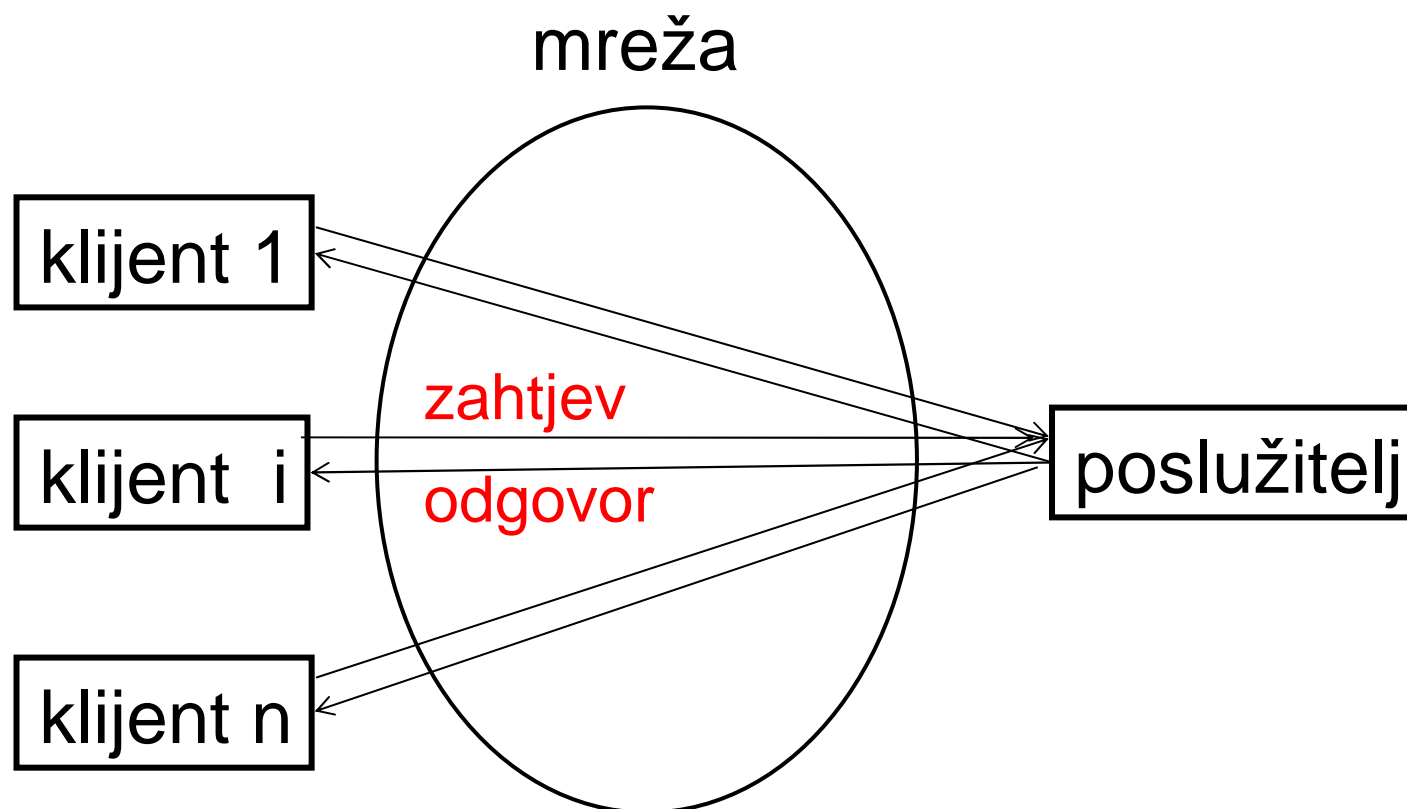 mreža
klijent 1
zahtjev
klijent i
poslužitelj
odgovor
klijent n